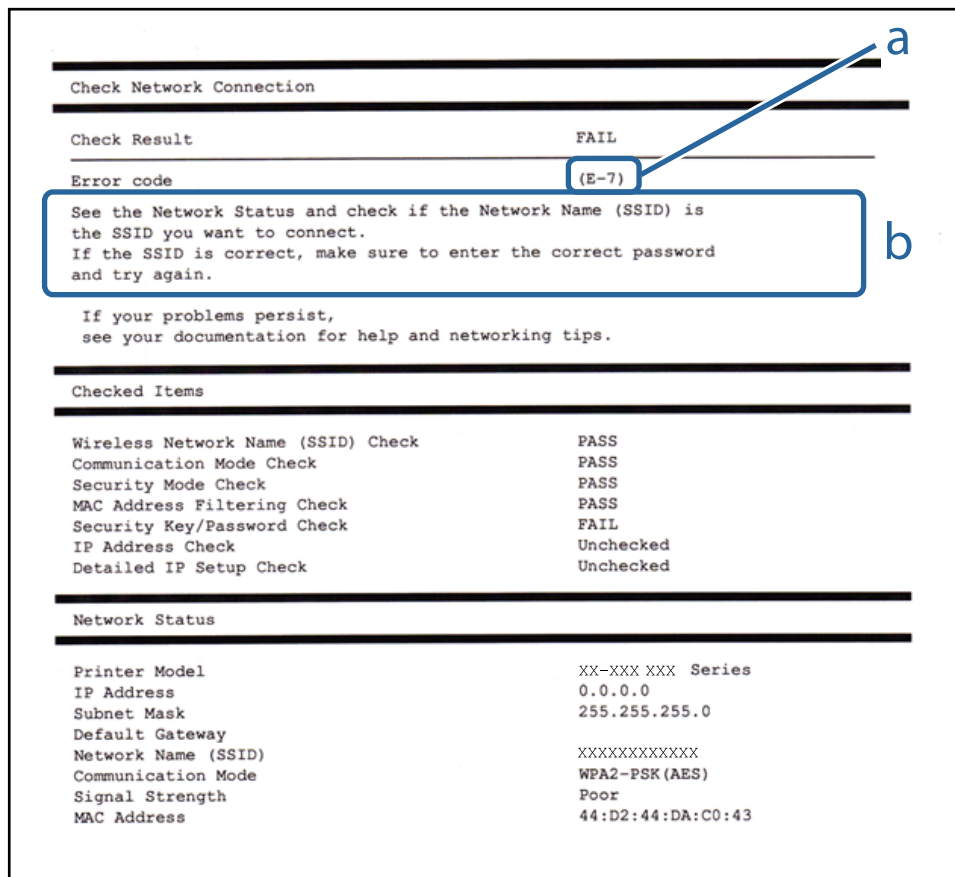 a
Check Network Connection
Check Result FAIL
Error code (E-7)
See the Network Status and check if the Network Name (SSID) is
the SSID you want to connect.
If the SSID is correct, make sure to enter the correct password
and try again.
b
If your problems persist,
see your documentation for help and networking tips.
Checked Items
Wireless Network Name (SSID) Check PASS
Communication Mode Check PASS
Security Mode Check PASS
MAC Address Filtering Check PASS
Security Key/Password Check FAIL
IP Address Check Unchecked
Detailed IP Setup Check Unchecked
Network Status
Printer Model XX-XXX XXX Series
IP Address 0.0.0.0
Subnet Mask 255.255.255.0
Default Gateway
Network Name (SSID) XXXXXXXXXXXX
Communication Mode WPA2-PSK(AES)
Signal Strength Poor
MAC Address 44:D2:44:DA:C0:43